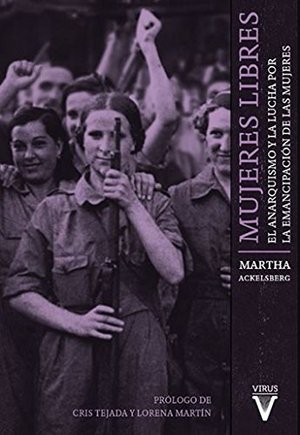 MUJERES LIBRES
EL ANARQUISMO Y LA LUCHA POR
LA EMANCIPACIÓN DE LAS MUJERES
MARTHA
ACKELSBERG
PRÓLOGO DE
CRIS TEJADA Y LORENA MARTÍN
VIRUS
V